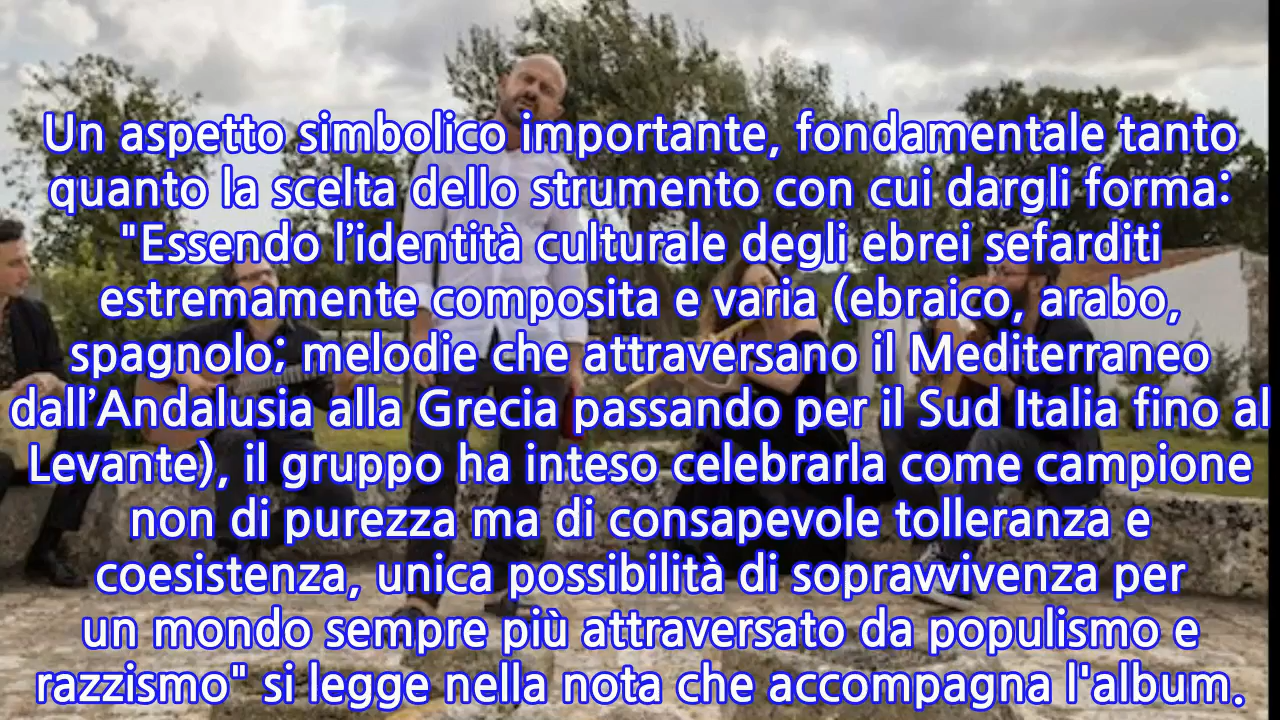 Un aspetto simbolico importante, fondamentale tanto
quanto la scelta dello strumento con cui dargli forma:
"Essendo l’identità culturale degli ebrei sefarditi
estremamente composita e varia (ebraico, arabo,
spagnolo; melodie che attraversano il Mediterraneo
dall’Andalusia alla Grecia passando per il Sud Italia fino al
Levante), il gruppo ha inteso celebrarla come campione
non di purezza ma di consapevole tolleranza e
coesistenza, unica possibilità di sopravvivenza per
un mondo sempre più attraversato da populismo e
razzismo" si legge nella nota che accompagna l'album.